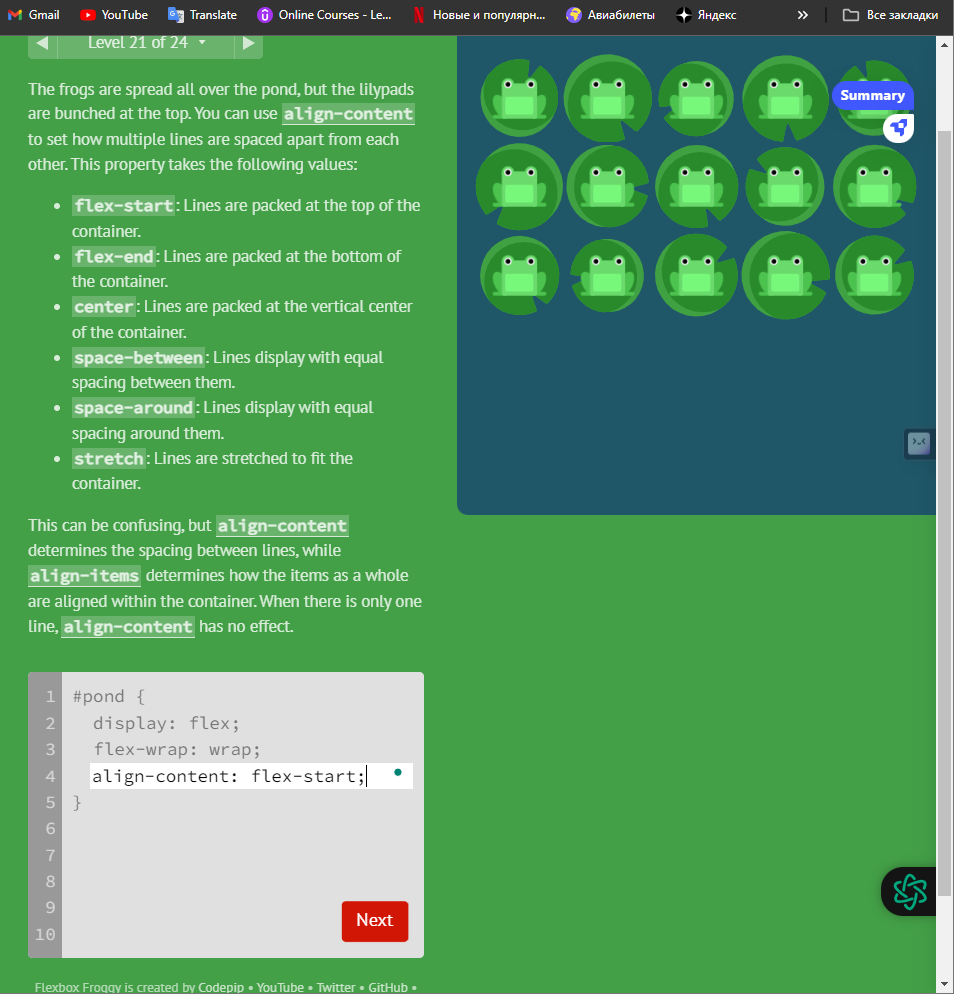 Gmail YouTube Translate Online Courses - Le... Новые и популярн... Авиабилеты Яндекс » Все закладки
Level 21 of 24
The frogs are spread all over the pond, but the lilypads
are bunched at the top. You can use align-content
to set how multiple lines are spaced apart from each
other. This property takes the following values:
• flex-start: Lines are packed at the top of the
container.
• flex-end: Lines are packed at the bottom of
the container.
• center: Lines are packed at the vertical center
of the container.
• space-between: Lines display with equal
spacing between them.
• space-around: Lines display with equal
spacing around them.
• stretch: Lines are stretched to fit the
container.
This can be confusing, but align-content
determines the spacing between lines, while
align-items determines how the items as a whole
are aligned within the container. When there is only one
line, align-content has no effect.
1 #pond {
2 display: flex;
3 flex-wrap: wrap;
4 align-content: flex-start;
5 }
6
7
8
9
10
Next
Flexbox Froggy is created by Codepip • YouTube • Twitter • GitHub •
Summary